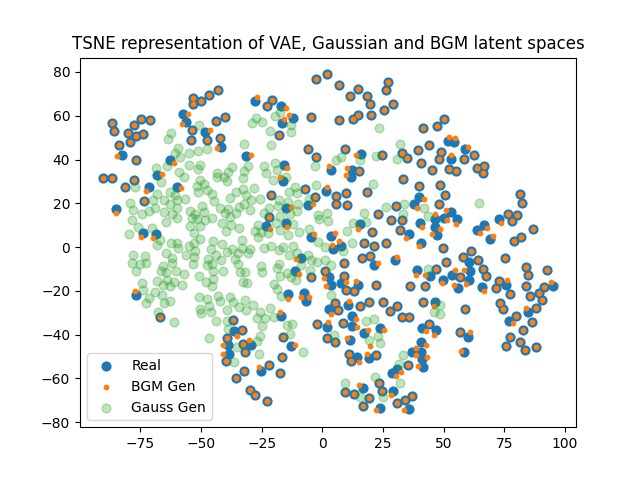 TSNE representation of VAE, Gaussian and BGM latent spaces
80
60
40
20
0
−20
−40
−60
−80
Real
BGM Gen
Gauss Gen
−75 −50 −25 0 25 50 75 100